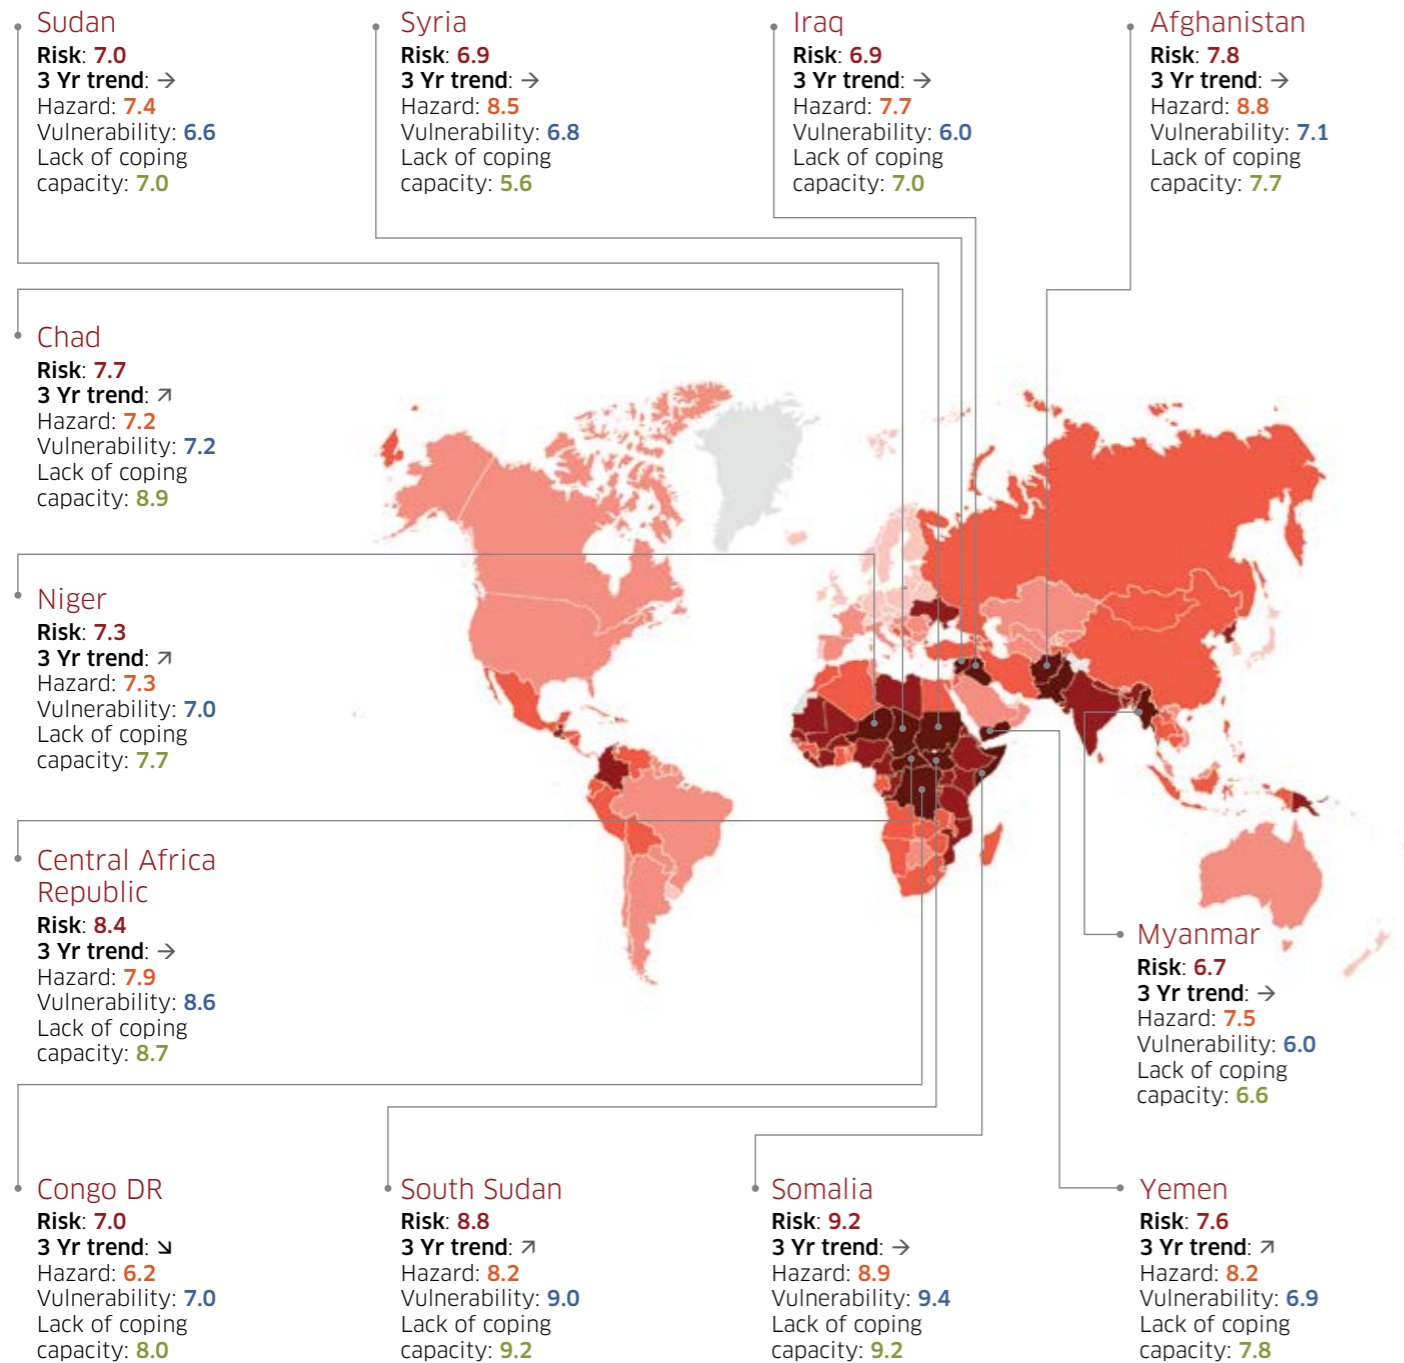 Sudan
Risk: 7.0
3 Yr trend: →
Hazard: 7.4
Vulnerability: 6.6
Lack of coping
capacity: 7.0
Syria
Risk: 6.9
3 Yr trend: →
Hazard: 8.5
Vulnerability: 6.8
Lack of coping
capacity: 5.6
Iraq
Risk: 6.9
3 Yr trend: →
Hazard: 7.7
Vulnerability: 6.0
Lack of coping
capacity: 7.0
Afghanistan
Risk: 7.8
3 Yr trend: →
Hazard: 8.8
Vulnerability: 7.1
Lack of coping
capacity: 7.7
Chad
Risk: 7.7
3 Yr trend: ↗
Hazard: 7.2
Vulnerability: 7.2
Lack of coping
capacity: 8.9
Niger
Risk: 7.3
3 Yr trend: ↗
Hazard: 7.3
Vulnerability: 7.0
Lack of coping
capacity: 7.7
Central Africa
Republic
Risk: 8.4
3 Yr trend: →
Hazard: 7.9
Vulnerability: 8.6
Lack of coping
capacity: 8.7
Myanmar
Risk: 6.7
3 Yr trend: →
Hazard: 7.5
Vulnerability: 6.0
Lack of coping
capacity: 6.6
Congo DR
Risk: 7.0
3 Yr trend: ↘
Hazard: 6.2
Vulnerability: 7.0
Lack of coping
capacity: 8.0
South Sudan
Risk: 8.8
3 Yr trend: ↗
Hazard: 8.2
Vulnerability: 9.0
Lack of coping
capacity: 9.2
Somalia
Risk: 9.2
3 Yr trend: →
Hazard: 8.9
Vulnerability: 9.4
Lack of coping
capacity: 9.2
Yemen
Risk: 7.6
3 Yr trend: ↗
Hazard: 8.2
Vulnerability: 6.9
Lack of coping
capacity: 7.8